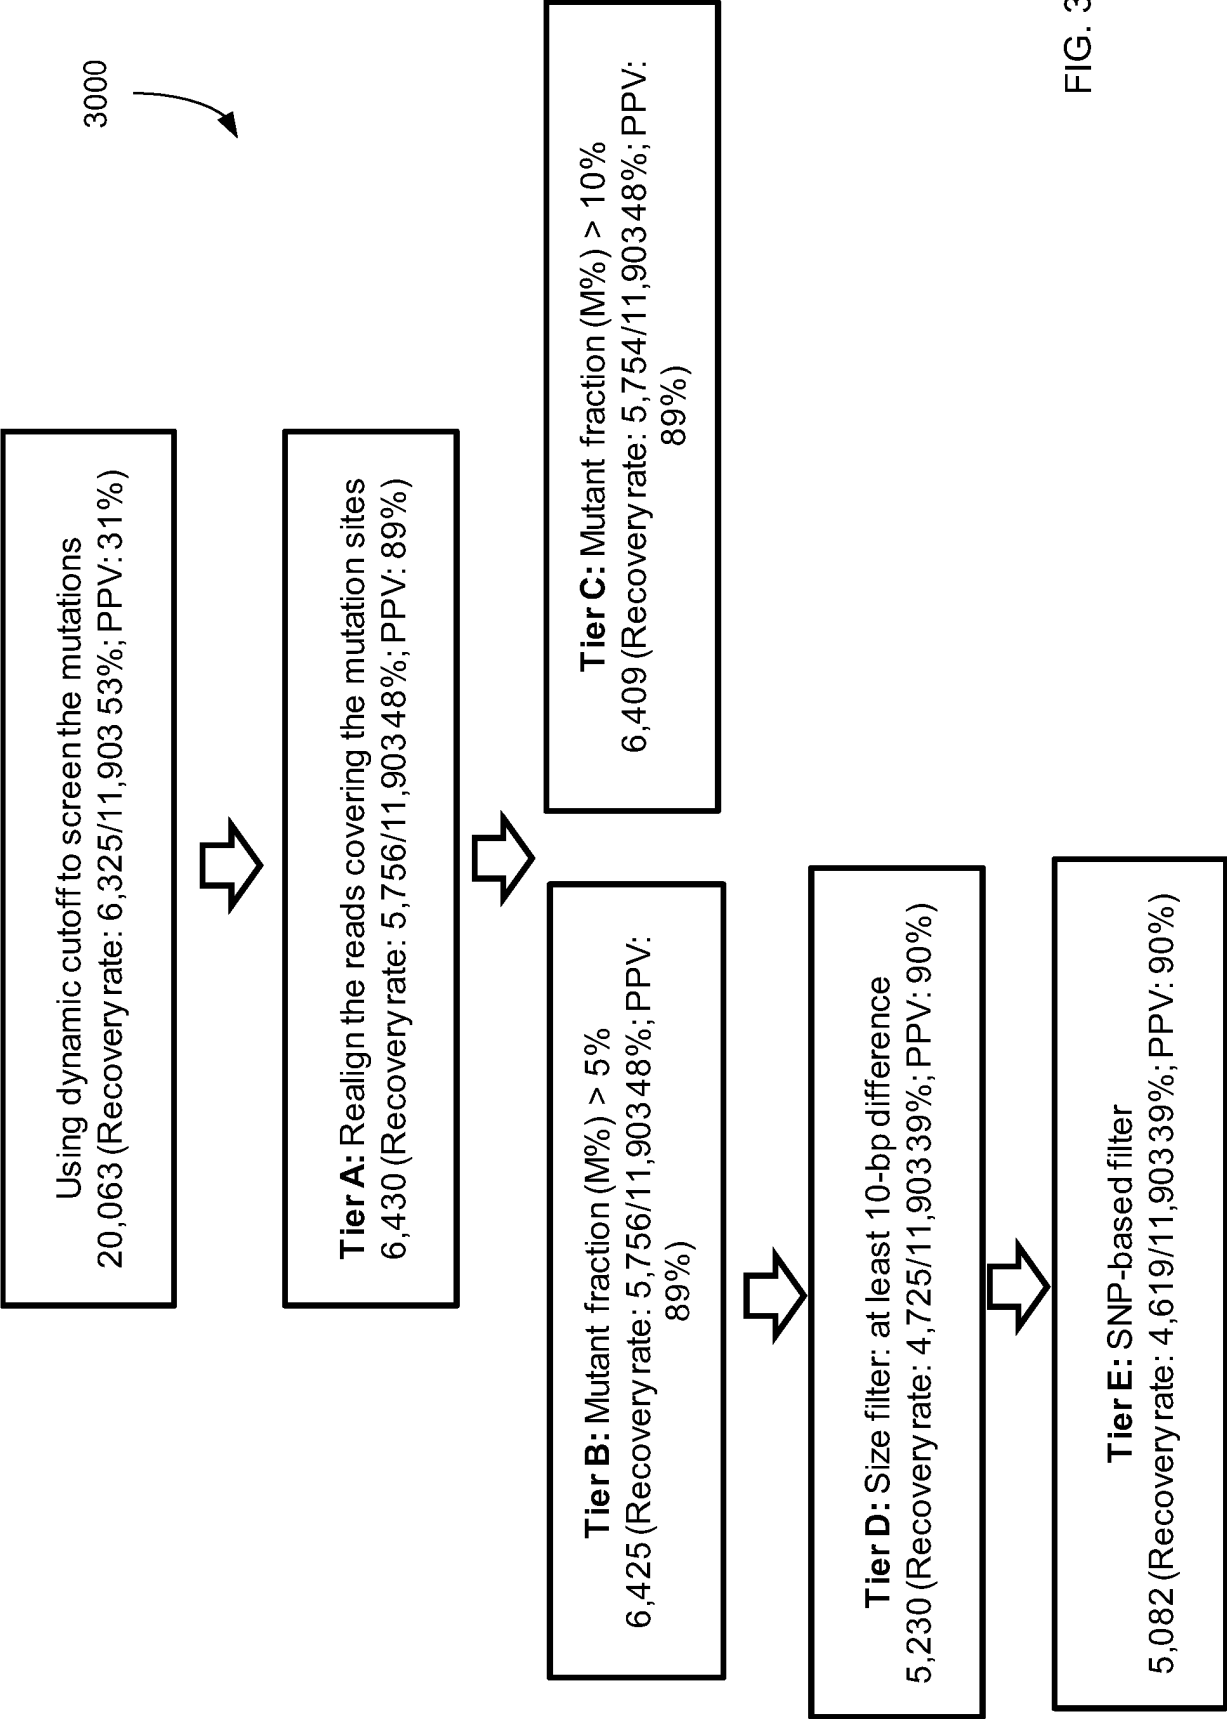 3000
Using dynamic cutoff to screen the mutations
20,063 (Recovery rate: 6,325/11,903 53%; PPV: 31%)
Tier A: Realign the reads covering the mutation sites
6,430 (Recovery rate: 5,756/11,903 48%; PPV: 89%)
Tier B: Mutant fraction (M%) > 5%
6,425 (Recovery rate: 5,756/11,903 48%; PPV:
89%)
Tier C: Mutant fraction (M%) > 10%
6,409 (Recovery rate: 5,754/11,903 48%; PPV:
89%)
Tier D: Size filter: at least 10-bp difference
5,230 (Recovery rate: 4,725/11,903 39%; PPV: 90%)
Tier E: SNP-based filter
5,082 (Recovery rate: 4,619/11,903 39%; PPV: 90%)
FIG. 3